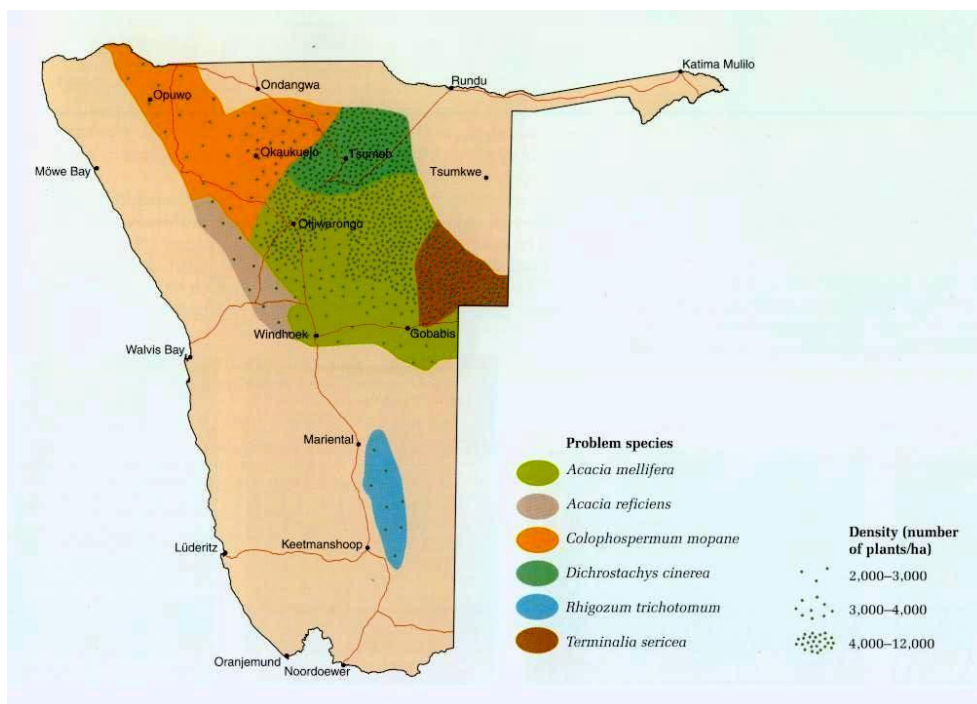 Katima Mulilo
Ondangwa
Rundu
Opuwo
Okaukuejo
Tsumeb
Möwe Bay
Tsumkwe
Otjiwarongo
Windhoek
Gobabis
Walvis Bay
Mariental
Lüderitz
Keetmanshoop
Oranjemund
Noordoewer
Problem species
Acacia mellifera
Acacia reficiens
Colophospermum mopane
Dichrostachys cinerea
Rhigozum trichotomum
Terminalia sericea
Density (number
of plants/ha)
2,000–3,000
3,000–4,000
4,000–12,000